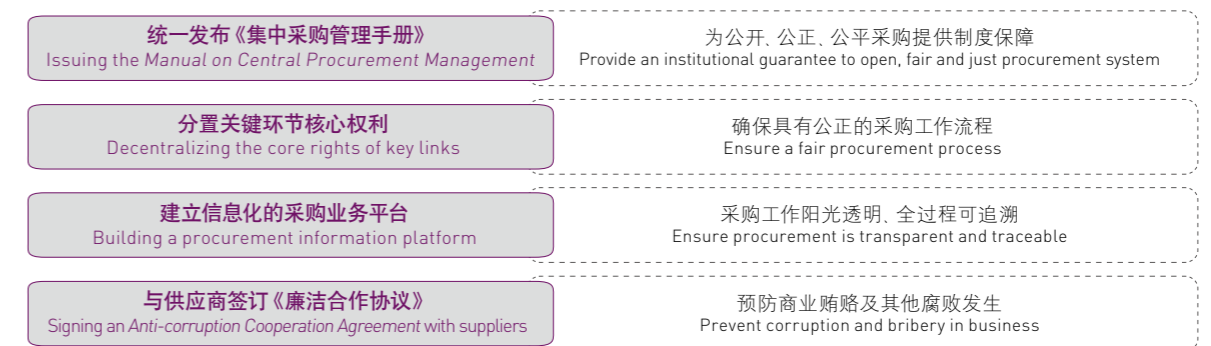 统一发布《集中采购管理手册》
Issuing the Manual on Central Procurement Management
为公开、公正、公平采购提供制度保障
Provide an institutional guarantee to open, fair and just procurement system
分置关键环节核心权利
Decentralizing the core rights of key links
确保具有公正的采购工作流程
Ensure a fair procurement process
建立信息化的采购业务平台
Building a procurement information platform
采购工作阳光透明、全过程可追溯
Ensure procurement is transparent and traceable
与供应商签订《廉洁合作协议》
Signing an Anti-corruption Cooperation Agreement with suppliers
预防商业贿赂及其他腐败发生
Prevent corruption and bribery in business